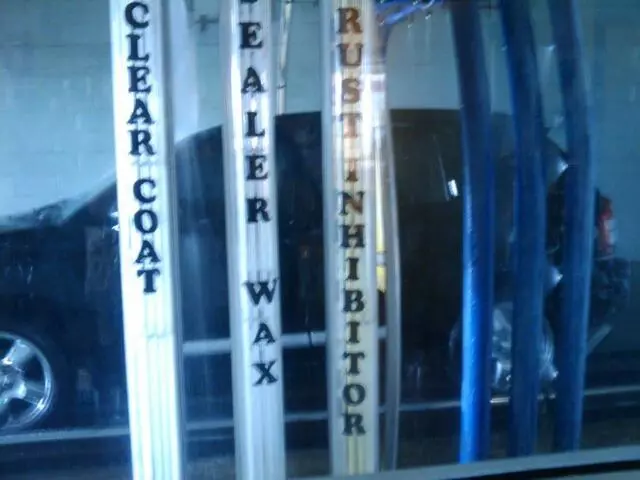 CLEAR COAT
EALER WAX
RUST INHIBITOR